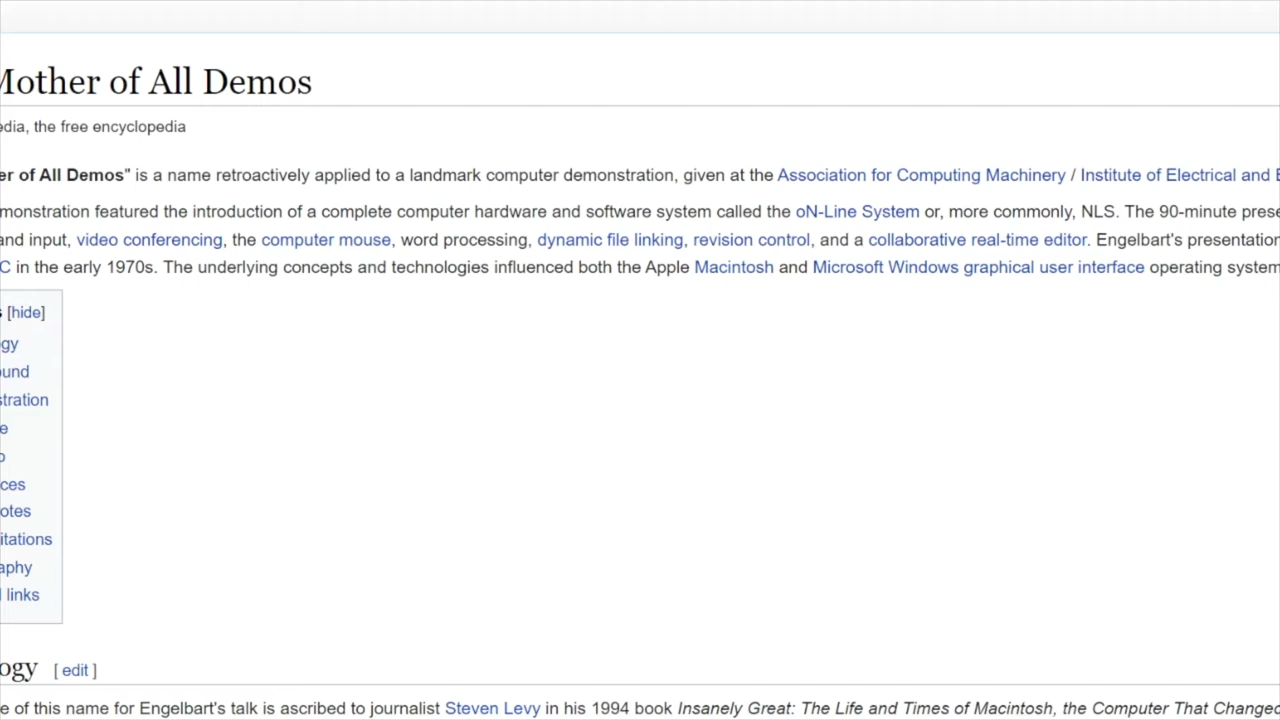 Mother of All Demos
edia, the free encyclopedia
er of All Demos" is a name retroactively applied to a landmark computer demonstration, given at the Association for Computing Machinery / Institute of Electrical and E
monstration featured the introduction of a complete computer hardware and software system called the oN-Line System or, more commonly, NLS. The 90-minute prese
and input, video conferencing, the computer mouse, word processing, dynamic file linking, revision control, and a collaborative real-time editor. Engelbart's presentation
C in the early 1970s. The underlying concepts and technologies influenced both the Apple Macintosh and Microsoft Windows graphical user interface operating system
s [hide]
gy
ound
stration
e
o
ces
otes
itations
aphy
l links
ogy [ edit ]
e of this name for Engelbart's talk is ascribed to journalist Steven Levy in his 1994 book Insanely Great: The Life and Times of Macintosh, the Computer That Changed